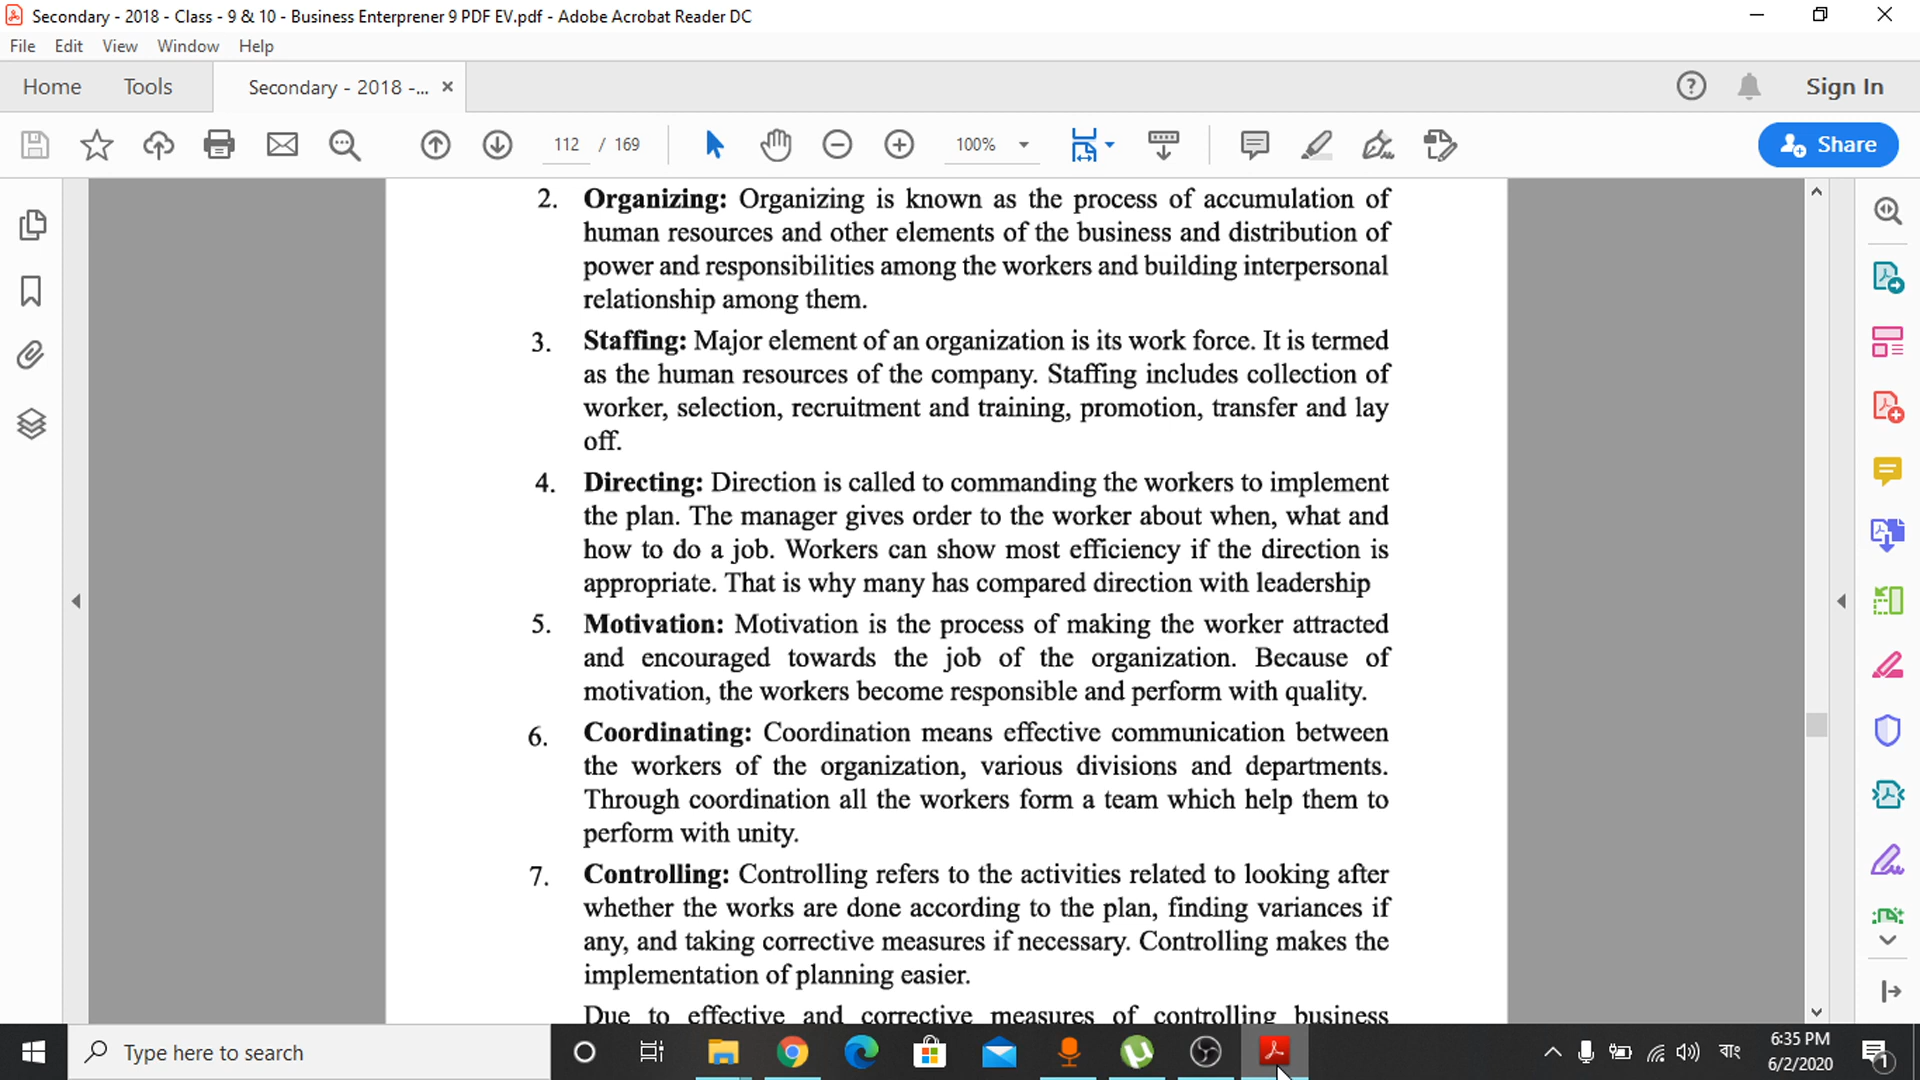 Secondary - 2018 - Class - 9 & 10 - Business Enterprener 9 PDF EV.pdf - Adobe Acrobat Reader DC
File Edit View Window Help
Home Tools Secondary - 2018 -... × Sign In
112 / 169 100% Share
2. Organizing: Organizing is known as the process of accumulation of
human resources and other elements of the business and distribution of
power and responsibilities among the workers and building interpersonal
relationship among them.
3. Staffing: Major element of an organization is its work force. It is termed
as the human resources of the company. Staffing includes collection of
worker, selection, recruitment and training, promotion, transfer and lay
off.
4. Directing: Direction is called to commanding the workers to implement
the plan. The manager gives order to the worker about when, what and
how to do a job. Workers can show most efficiency if the direction is
appropriate. That is why many has compared direction with leadership
5. Motivation: Motivation is the process of making the worker attracted
and encouraged towards the job of the organization. Because of
motivation, the workers become responsible and perform with quality.
6. Coordinating: Coordination means effective communication between
the workers of the organization, various divisions and departments.
Through coordination all the workers form a team which help them to
perform with unity.
7. Controlling: Controlling refers to the activities related to looking after
whether the works are done according to the plan, finding variances if
any, and taking corrective measures if necessary. Controlling makes the
implementation of planning easier.
Due to effective and corrective measures of controlling business
Type here to search
বাং
6:35 PM
6/2/2020
1